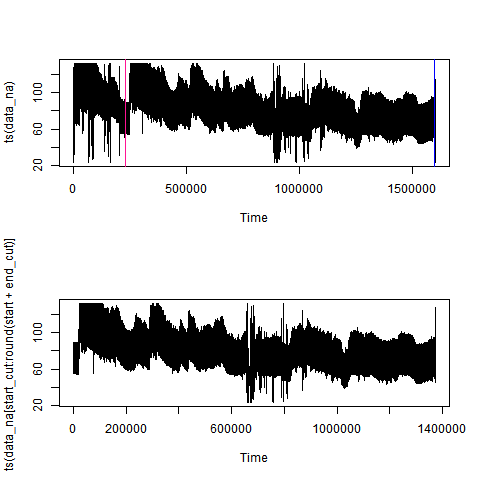 ts(data_na)
20 60 100
0 500000 1000000 1500000
Time
ts(data_na[start_cut:round(start + end_cut)]
20 60 100
0 200000 600000 1000000 1400000
Time